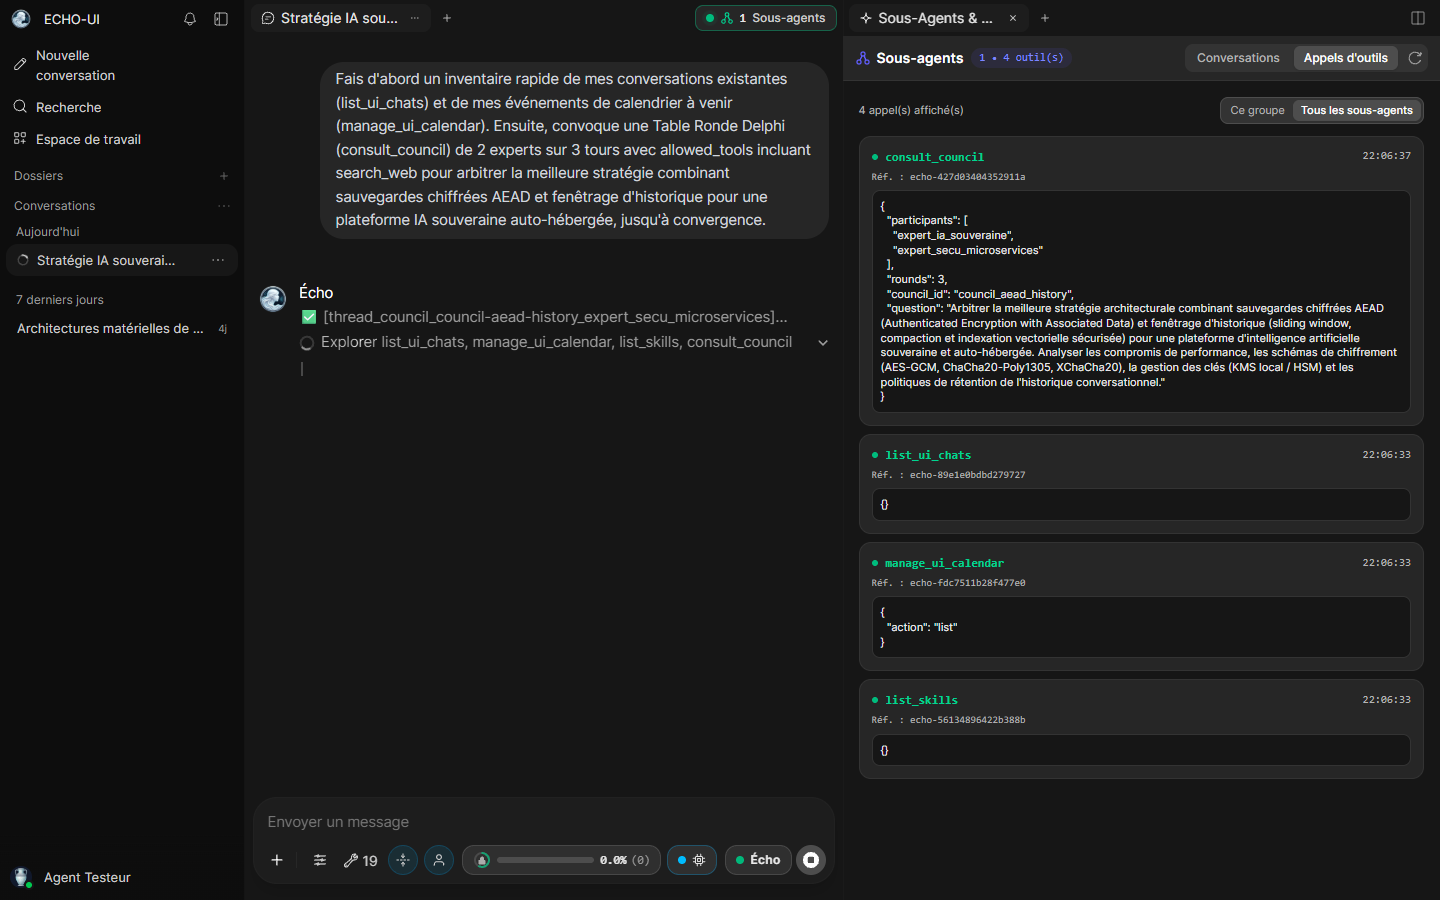 ECHO-UI
Nouvelle
conversation
Recherche
Espace de travail
Dossiers
Conversations
Aujourd'hui
Stratégie IA souverai...
7 derniers jours
Architectures matérielles de ...
4j
Agent Testeur
Stratégie IA sou...
1 Sous-agents
Fais d'abord un inventaire rapide de mes conversations existantes
(list_ui_chats) et de mes événements de calendrier à venir
(manage_ui_calendar). Ensuite, convoque une Table Ronde Delphi
(consult_council) de 2 experts sur 3 tours avec allowed_tools incluant
search_web pour arbitrer la meilleure stratégie combinant
sauvegardes chiffrées AEAD et fenêtrage d'historique pour une
plateforme IA souveraine auto-hébergée, jusqu'à convergence.
Écho
[thread_council_council-aead-history_expert_secu_microservices]...
Explorer list_ui_chats, manage_ui_calendar, list_skills, consult_council
Envoyer un message
19
0.0% (0)
Écho
Sous-Agents & ...
Sous-agents
1 • 4 outil(s)
Conversations
Appels d'outils
4 appel(s) affiché(s)
Ce groupe
Tous les sous-agents
consult_council
22:06:37
Réf. : echo-427d03404352911a
{
"participants": [
"expert_ia_souveraine",
"expert_secu_microservices"
],
"rounds": 3,
"council_id": "council_aead_history",
"question": "Arbitrer la meilleure stratégie architecturale combinant sauvegardes chiffrées AEAD
(Authenticated Encryption with Associated Data) et fenêtrage d'historique (sliding window,
compaction et indexation vectorielle sécurisée) pour une plateforme d'intelligence artificielle
souveraine et auto-hébergée. Analyser les compromis de performance, les schémas de chiffrement
(AES-GCM, ChaCha20-Poly1305, XChaCha20), la gestion des clés (KMS local / HSM) et les
politiques de rétention de l'historique conversationnel."
}
list_ui_chats
22:06:33
Réf. : echo-89e1e0bdbd279727
{}
manage_ui_calendar
22:06:33
Réf. : echo-fdc7511b28f477e0
{
"action": "list"
}
list_skills
22:06:33
Réf. : echo-56134896422b388b
{}